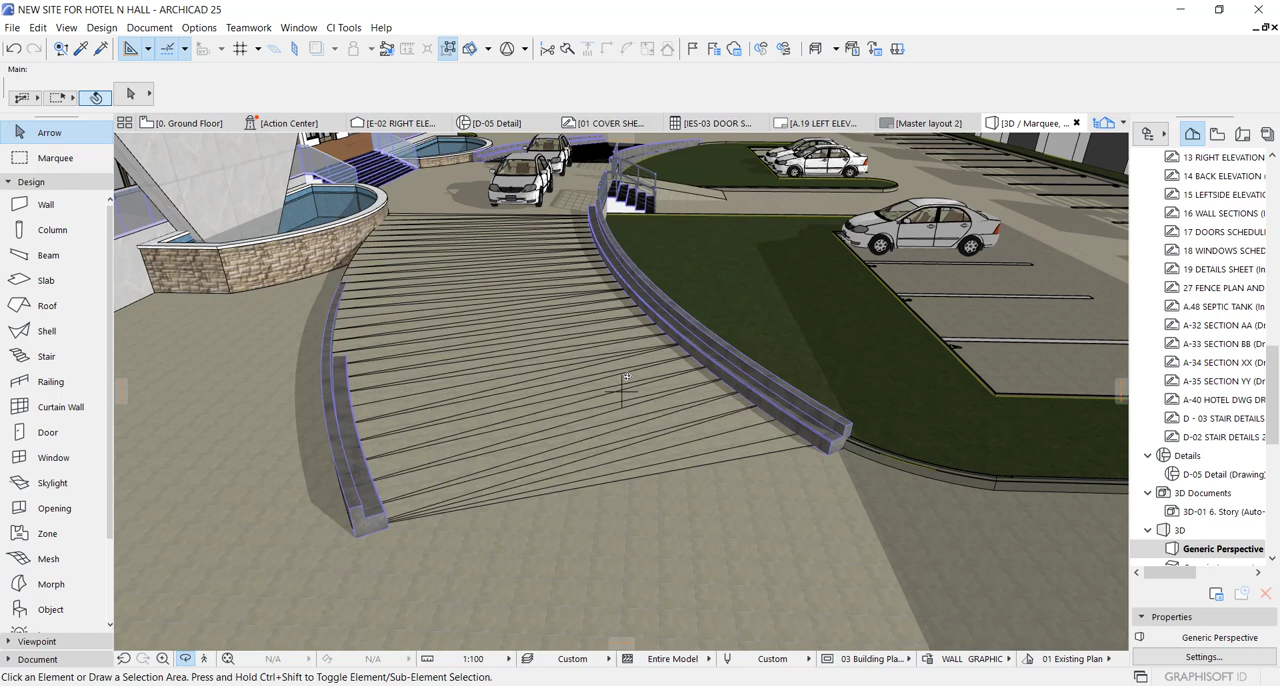 NEW SITE FOR HOTEL N HALL - ARCHICAD 25
File Edit View Design Document Options Teamwork Window CI Tools Help
Main:
[0. Ground Floor] [Action Center] [E-02 RIGHT ELE... [D-05 Detail] [01 COVER SHE... [IES-03 DOOR S... [A.19 LEFT ELEV... [Master layout 2] [3D / Marquee, ...
Arrow
Marquee
Design
Wall
Column
Beam
Slab
Roof
Shell
Stair
Railing
Curtain Wall
Door
Window
Skylight
Opening
Zone
Mesh
Morph
Object
Viewpoint
Document
13 RIGHT ELEVATION
14 BACK ELEVATION
15 LEFTSIDE ELEVATIO
16 WALL SECTIONS (
17 DOORS SCHEDUL
18 WINDOWS SCHED
19 DETAILS SHEET (In
27 FENCE PLAN AND
A.48 SEPTIC TANK (In
A-32 SECTION AA (Dr
A-33 SECTION BB (Dr
A-34 SECTION XX (Dr
A-35 SECTION YY (Dr
A-40 HOTEL DWG DR
D - 03 STAIR DETAILS
D-02 STAIR DETAILS 2
Details
D-05 Detail (Drawing
3D Documents
3D-01 6. Story (Auto-
3D
Generic Perspective
Properties
Generic Perspective
Settings...
N/A N/A 1:100 Custom Entire Model Custom 03 Building Pla... WALL GRAPHIC 01 Existing Plan
Click an Element or Draw a Selection Area. Press and Hold Ctrl+Shift to Toggle Element/Sub-Element Selection.
GRAPHISOFT ID